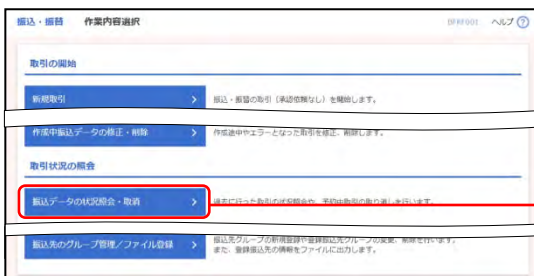 振込・振替 作業内容選択 BFRF001 ヘルプ ?
取引の開始
新規取引 振込・振替の取引（承認依頼なし）を開始します。
作成中振込データの修正・削除 作成途中やエラーとなった取引を修正、削除します。
取引状況の照会
振込データの状況照会・取消 過去に行った取引の状況照会や、予約中取引の取り消しを行います。
振込先のグループ管理／ファイル登録 振込先グループの新規登録や登録振込先グループの変更、削除を行います。
また、登録振込先の情報をファイルに出力します。